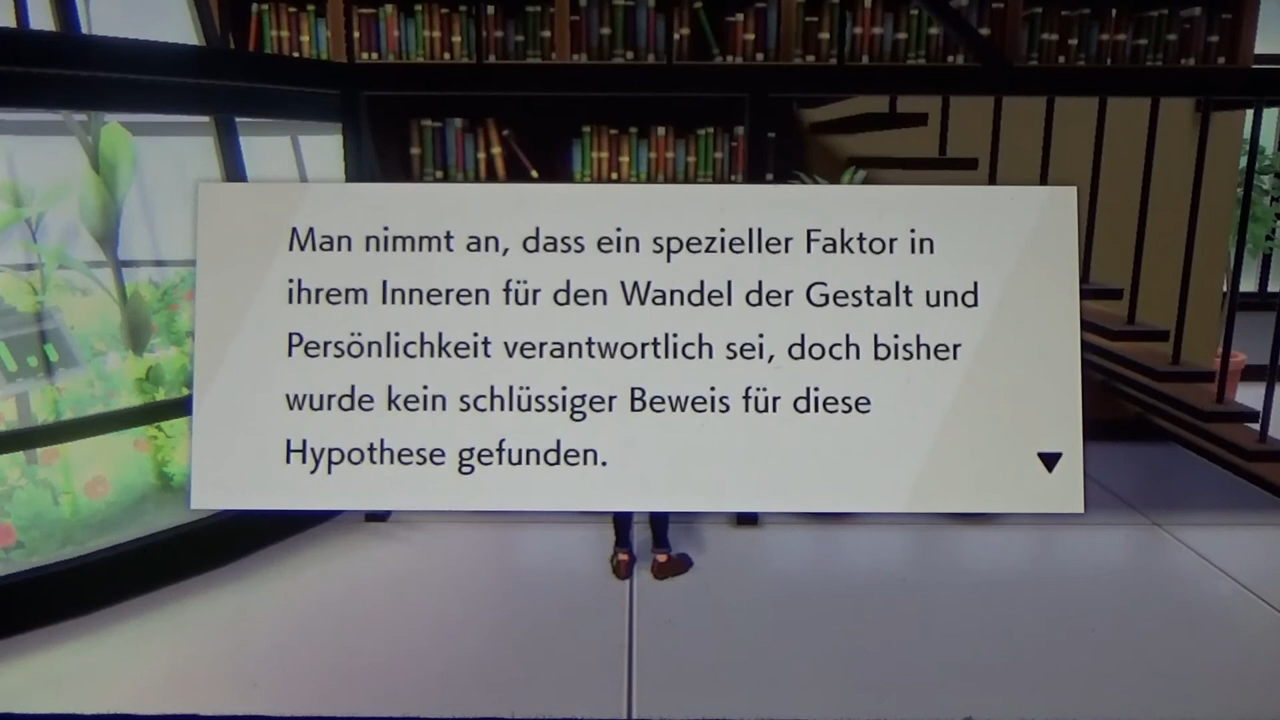 Man nimmt an, dass ein spezieller Faktor in
ihrem Inneren für den Wandel der Gestalt und
Persönlichkeit verantwortlich sei, doch bisher
wurde kein schlüssiger Beweis für diese
Hypothese gefunden.